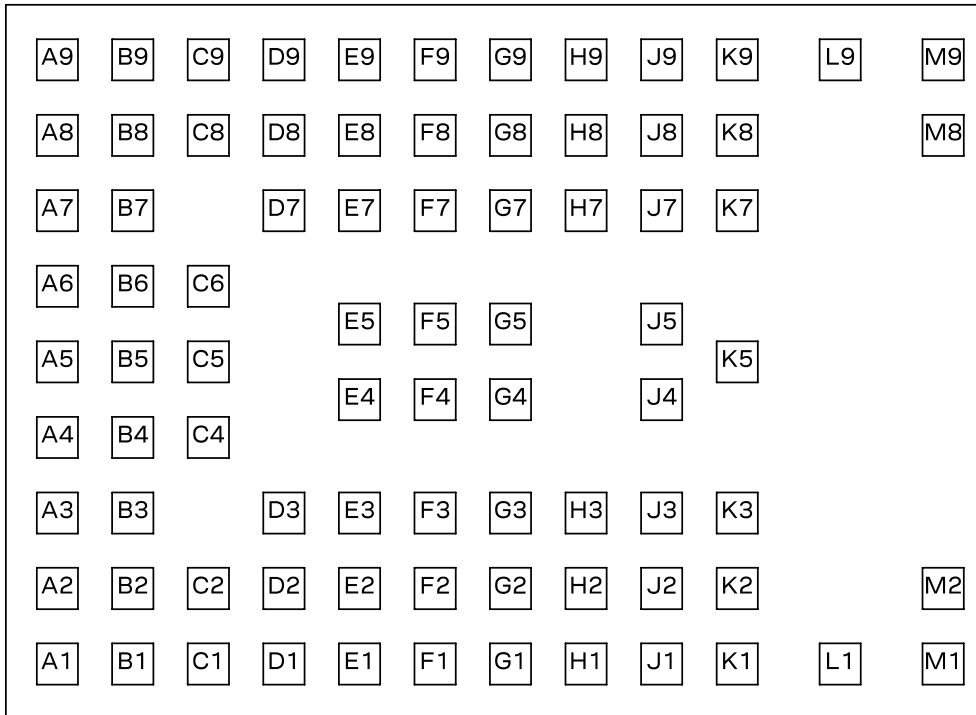 A9 B9 C9 D9 E9 F9 G9 H9 J9 K9 L9 M9
A8 B8 C8 D8 E8 F8 G8 H8 J8 K8 M8
A7 B7 D7 E7 F7 G7 H7 J7 K7
A6 B6 C6
E5 F5 G5 J5
A5 B5 C5 K5
E4 F4 G4 J4
A4 B4 C4
A3 B3 D3 E3 F3 G3 H3 J3 K3
A2 B2 C2 D2 E2 F2 G2 H2 J2 K2 M2
A1 B1 C1 D1 E1 F1 G1 H1 J1 K1 L1 M1